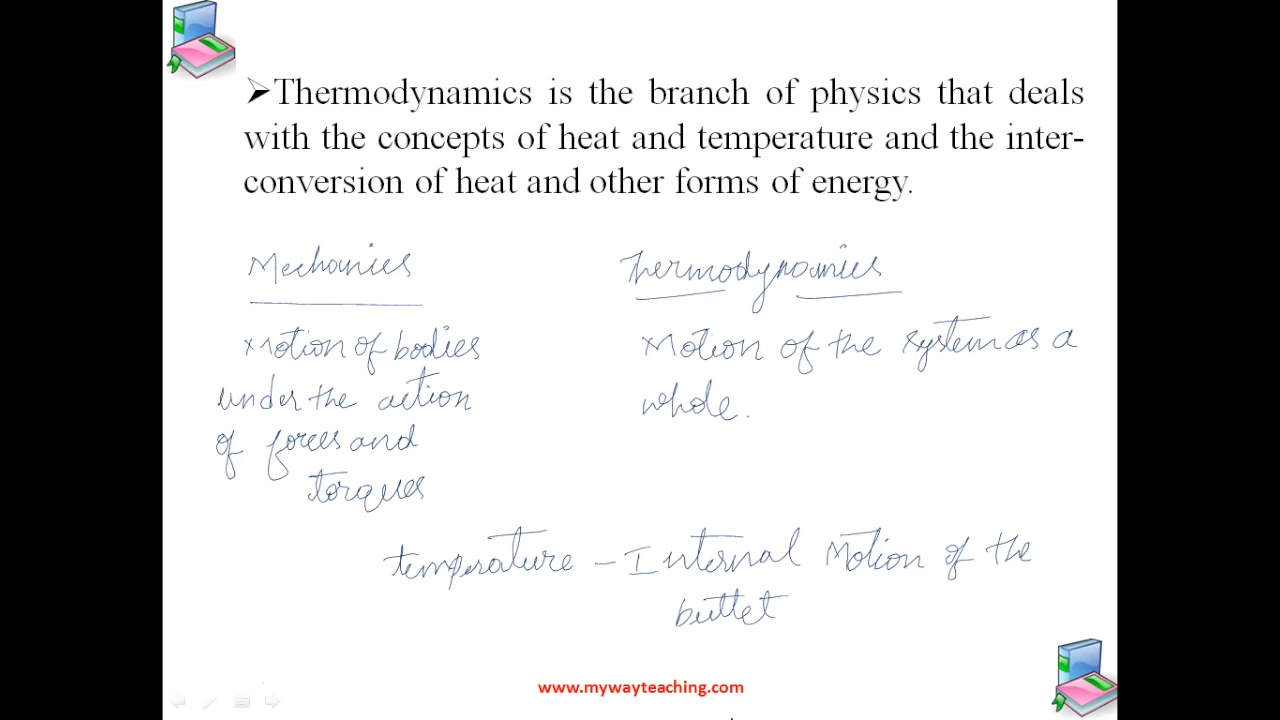 ➢Thermodynamics is the branch of physics that deals
with the concepts of heat and temperature and the inter-
conversion of heat and other forms of energy.
Mechanics
Motion of bodies
under the action
of forces and
torques
Thermodynamics
Motion of the system as a
whole.
temperature – Internal Motion of the
buttet
www.mywayteaching.com